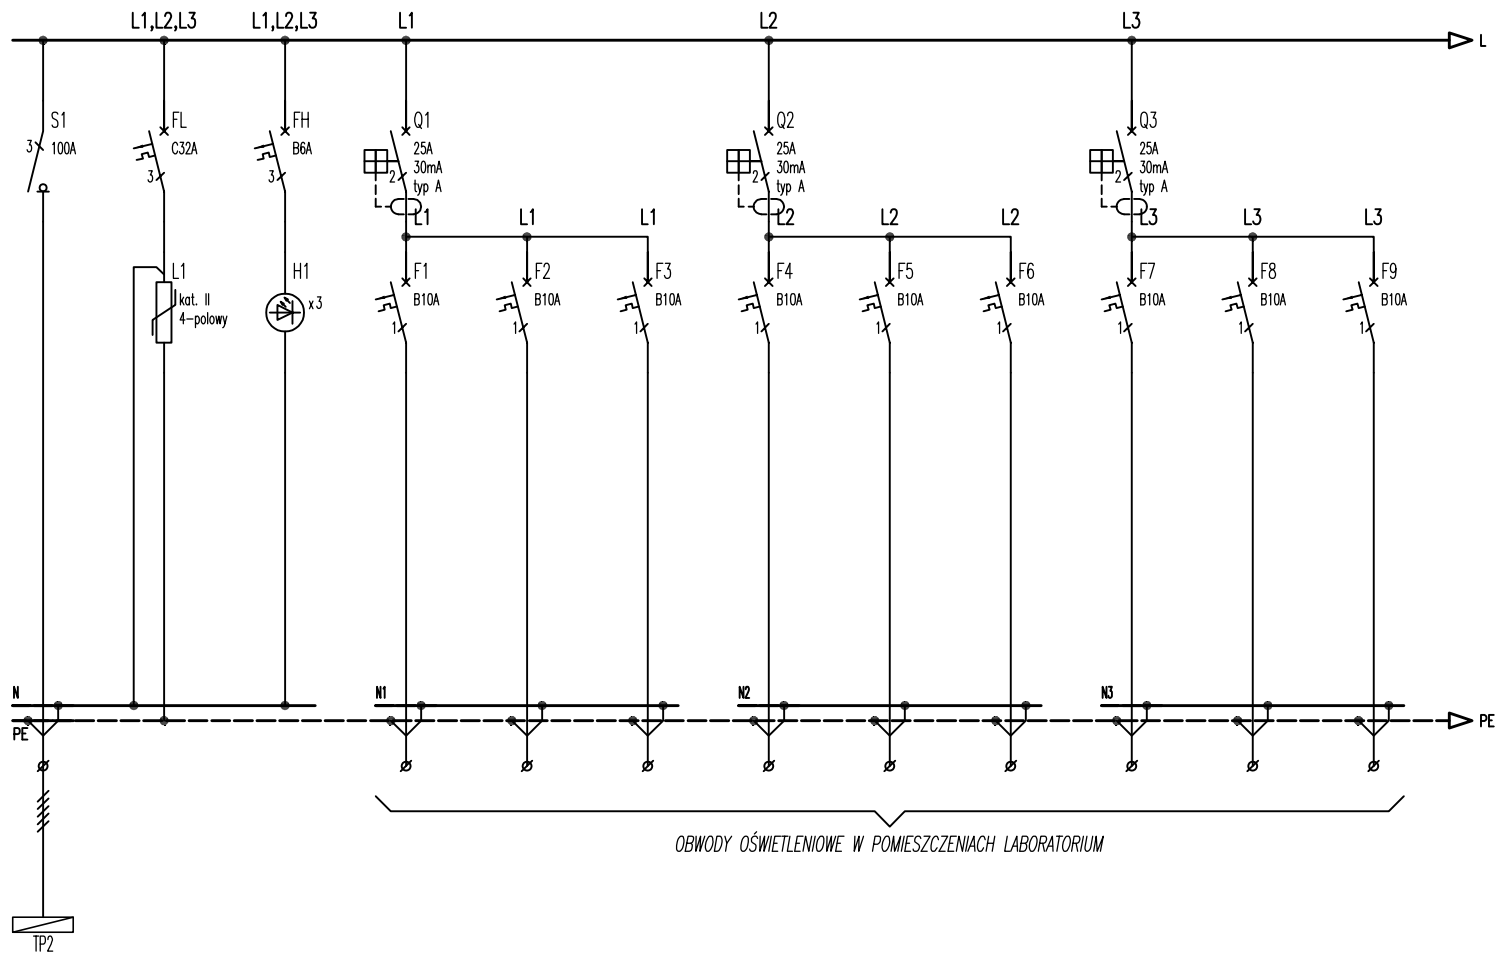 L1,L2,L3 L1,L2,L3 L1 L2 L3
L
S1 FL FH Q1 Q2 Q3
3 100A C32A B6A 25A 25A 25A
30mA 30mA 30mA
3 3 2 2 2
typ A typ A typ A
L1 L1 L1 L2 L2 L2 L3 L3 L3
L1 H1 F1 F2 F3 F4 F5 F6 F7 F8 F9
kat. II x3 B10A B10A B10A B10A B10A B10A B10A B10A B10A
4-polowy
1 1 1 1 1 1 1 1 1
N N1 N2 N3
PE PE
OBWODY OŚWIETLENIOWE W POMIESZCZENIACH LABORATORIUM
TP2